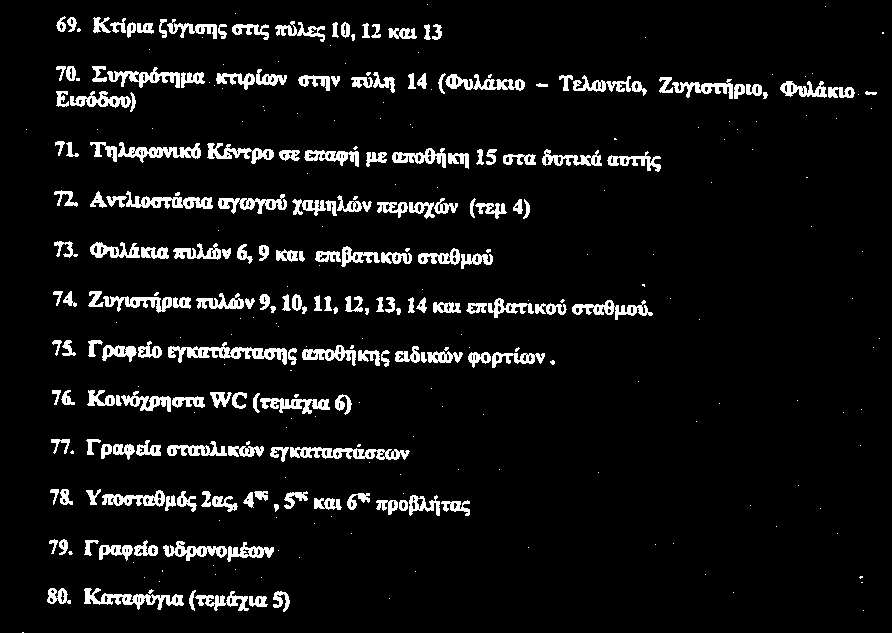 69. Κτίρια ζύγισης στις πύλες 10, 12 και 13
70. Συγκρότημα κτιρίων στην πύλη 14 (Φυλάκιο – Τελωνείο, Ζυγιστήριο, Φυλάκιο –
Εισόδου)
71. Τηλεφωνικό Κέντρο σε επαφή με αποθήκη 15 στα δυτικά αυτής
72. Αντλιοστάσια αγωγού χαμηλών περιοχών (τεμ 4)
73. Φυλάκια πυλών 6, 9 και επιβατικού σταθμού
74. Ζυγιστήρια πυλών 9, 10, 11, 12, 13, 14 και επιβατικού σταθμού.
75. Γραφείο εγκατάστασης αποθήκης ειδικών φορτίων.
76. Κοινόχρηστα WC (τεμάχια 6)
77. Γραφεία σταυλικών εγκαταστάσεων
78. Υποσταθμός 2ας, 4ης, 5ης και 6ης προβλήτας
79. Γραφείο υδρονομέων
80. Καταφύγια (τεμάχια 5)